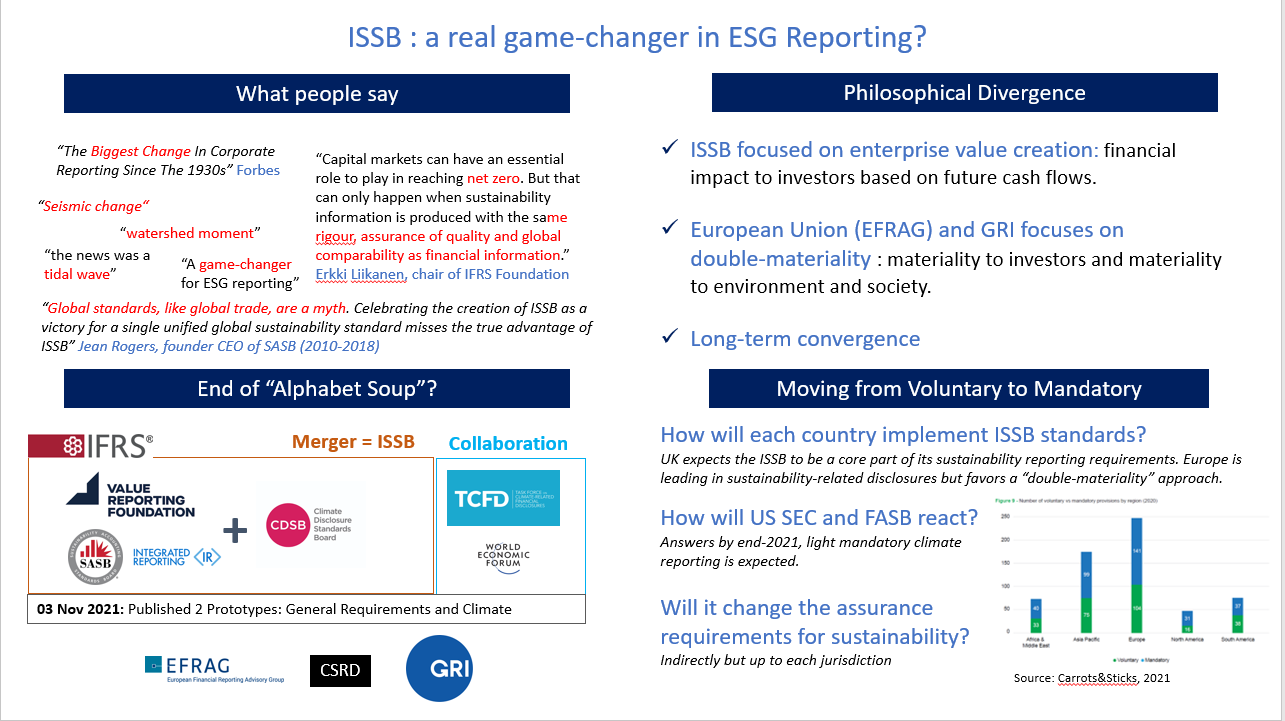 ISSB : a real game-changer in ESG Reporting?
What people say
“The Biggest Change In Corporate
Reporting Since The 1930s” Forbes
“Seismic change“
“watershed moment”
“the news was a
tidal wave”
“A game-changer
for ESG reporting”
“Capital markets can have an essential
role to play in reaching net zero. But that
can only happen when sustainability
information is produced with the same
rigour, assurance of quality and global
comparability as financial information.”
Erkki Liikanen, chair of IFRS Foundation
“Global standards, like global trade, are a myth. Celebrating the creation of ISSB as a
victory for a single unified global sustainability standard misses the true advantage of
ISSB” Jean Rogers, founder CEO of SASB (2010-2018)
Philosophical Divergence
ISSB focused on enterprise value creation: financial
impact to investors based on future cash flows.
European Union (EFRAG) and GRI focuses on
double-materiality : materiality to investors and materiality
to environment and society.
Long-term convergence
End of “Alphabet Soup”?
IFRS®
Merger = ISSB
Collaboration
VALUE
REPORTING
FOUNDATION
+
CDSB
Climate
Disclosure
Standards
Board
SUSTAINABILITY ACCOUNTING
STANDARDS BOARD
SASB
INTEGRATED
REPORTING
<IR>
TCFD
TASK FORCE on
CLIMATE-RELATED
FINANCIAL
DISCLOSURES
WORLD
ECONOMIC
FORUM
03 Nov 2021: Published 2 Prototypes: General Requirements and Climate
EFRAG
European Financial Reporting Advisory Group
CSRD
GRI
Moving from Voluntary to Mandatory
How will each country implement ISSB standards?
UK expects the ISSB to be a core part of its sustainability reporting requirements. Europe is
leading in sustainability-related disclosures but favors a “double-materiality” approach.
How will US SEC and FASB react?
Answers by end-2021, light mandatory climate
reporting is expected.
Will it change the assurance
requirements for sustainability?
Indirectly but up to each jurisdiction
Figure 9 - Number of voluntary vs mandatory provisions by region (2020)
250
200
150
100
50
0
40
33
99
75
141
104
31
37
38
Africa &
Middle East
Asia Pacific
Europe
North America
South America
Voluntary
Mandatory
Source: Carrots&Sticks, 2021